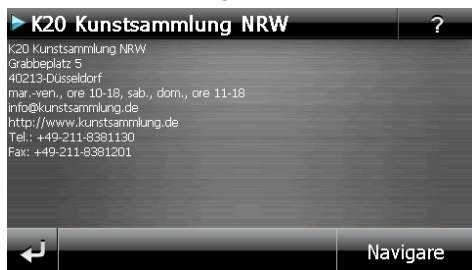 K20 Kunstsammlung NRW ?
K20 Kunstsammlung NRW
Grabbeplatz 5
40213-Düsseldorf
mar.-ven., ore 10-18, sab., dom., ore 11-18
info@kunstsammlung.de
http://www.kunstsammlung.de
Tel.: +49-211-8381130
Fax: +49-211-8381201
Navigare